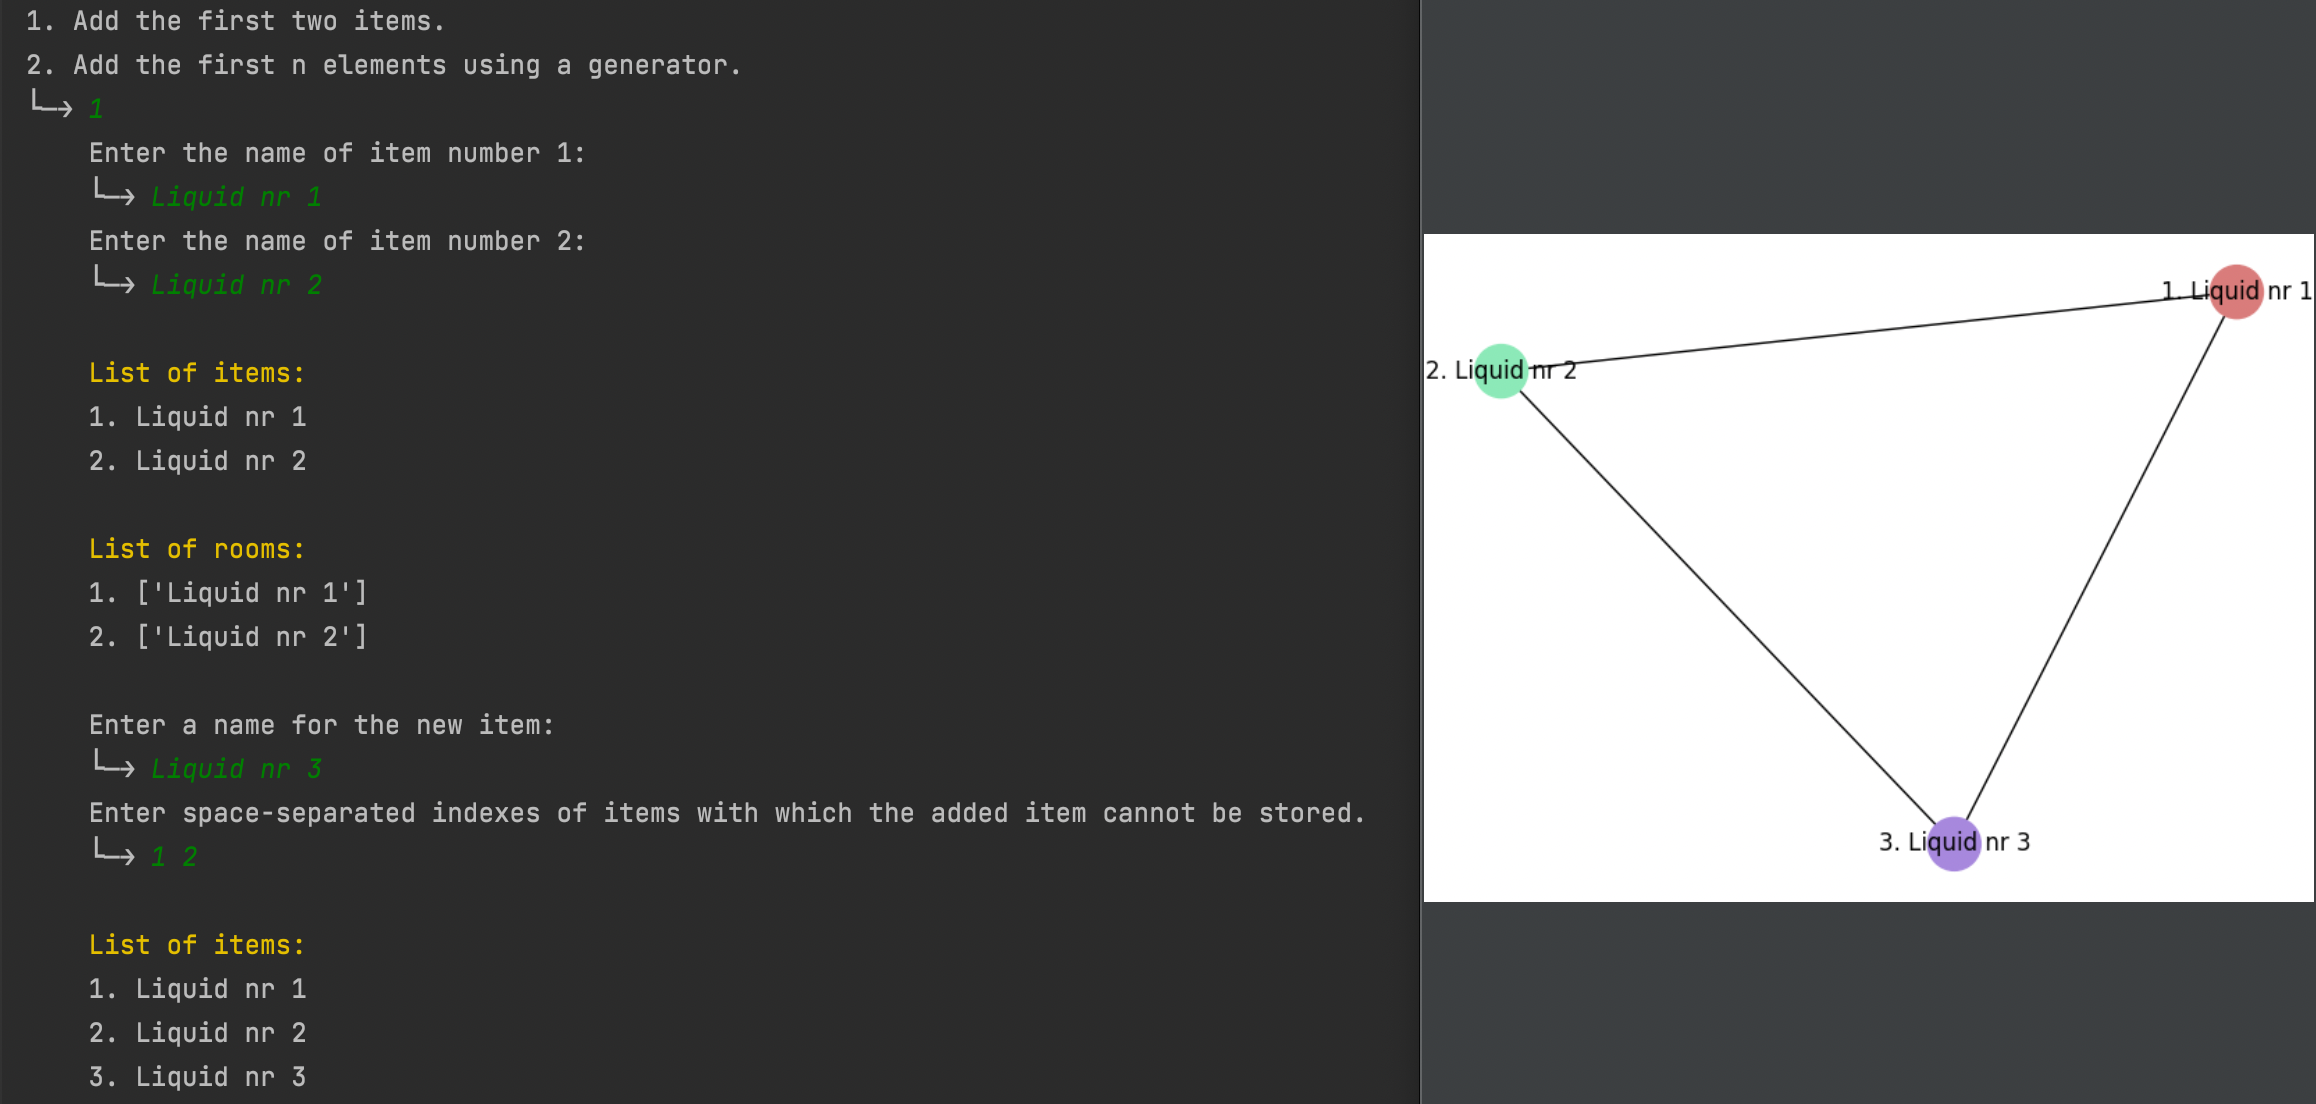 1. Add the first two items.
2. Add the first n elements using a generator.
└─→ 1
Enter the name of item number 1:
└─→ Liquid nr 1
Enter the name of item number 2:
└─→ Liquid nr 2
List of items:
1. Liquid nr 1
2. Liquid nr 2
List of rooms:
1. ['Liquid nr 1']
2. ['Liquid nr 2']
Enter a name for the new item:
└─→ Liquid nr 3
Enter space-separated indexes of items with which the added item cannot be stored.
└─→ 1 2
List of items:
1. Liquid nr 1
2. Liquid nr 2
3. Liquid nr 3
1. Liquid nr 1
2. Liquid nr 2
3. Liquid nr 3